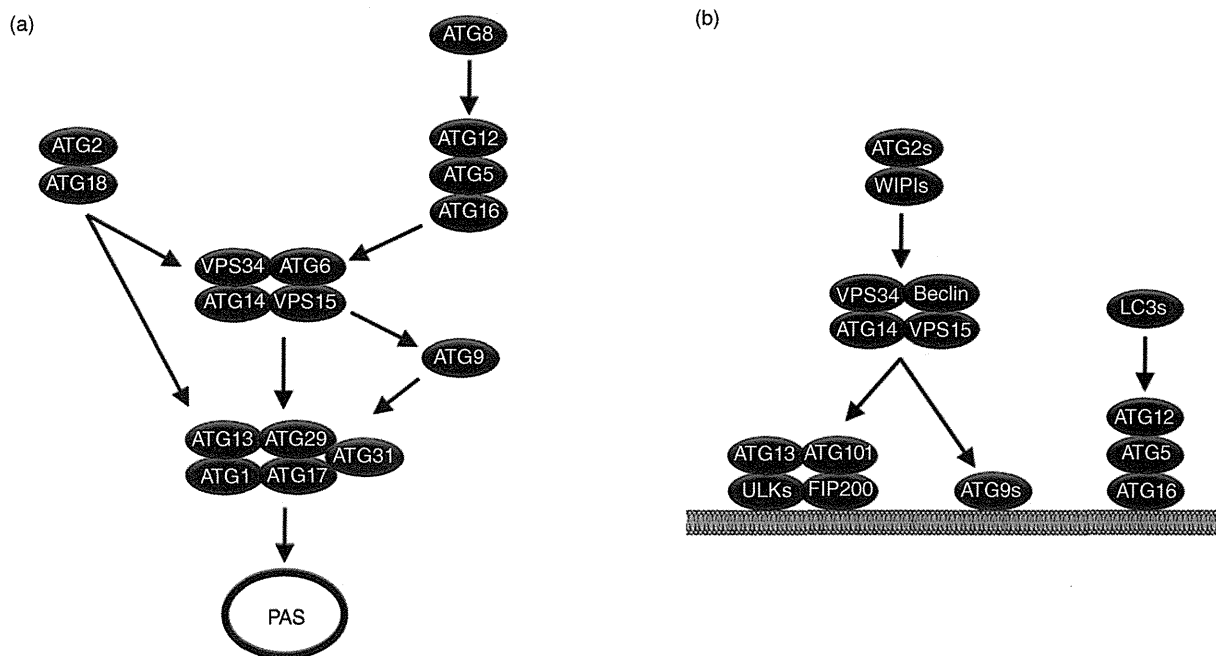 (a)
ATG8
ATG2
ATG18
ATG12
ATG5
ATG16
VPS34 ATG6
ATG14 VPS15
ATG9
ATG13 ATG29
ATG31
ATG1 ATG17
PAS
(b)
ATG2s
WIPIs
VPS34 Beclin
ATG14 VPS15
LC3s
ATG12
ATG5
ATG16
ATG13 ATG101
ULKs FIP200
ATG9s